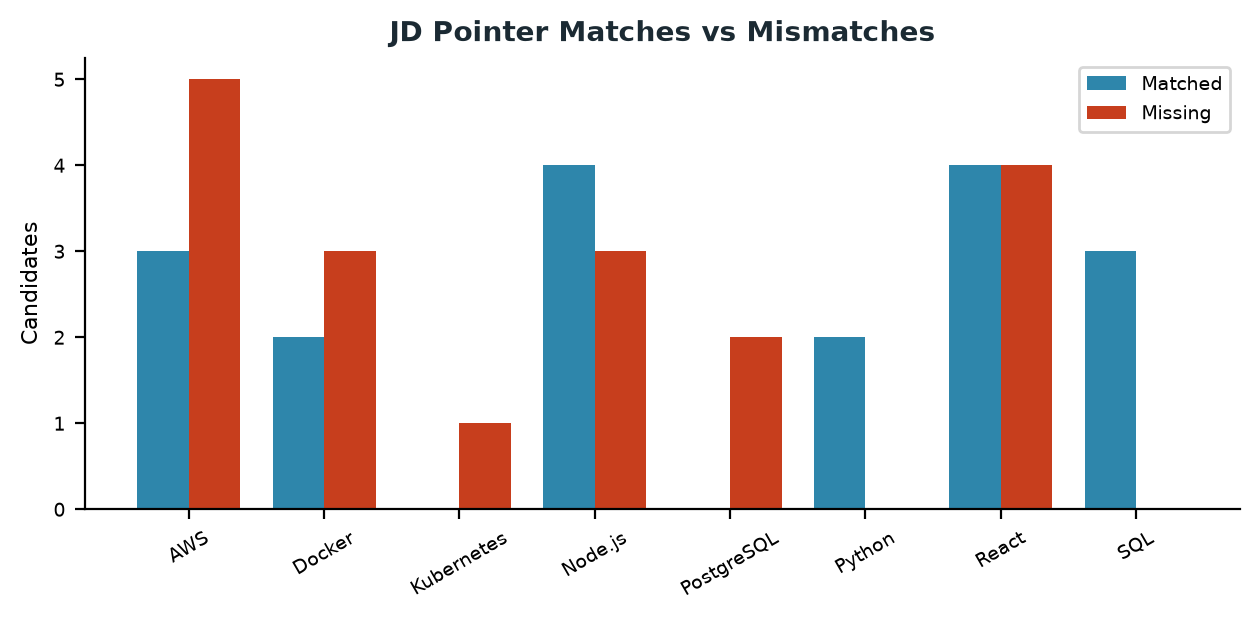 JD Pointer Matches vs Mismatches
Matched
Missing
Candidates
5
4
3
2
1
0
AWS
Docker
Kubernetes
Node.js
PostgreSQL
Python
React
SQL